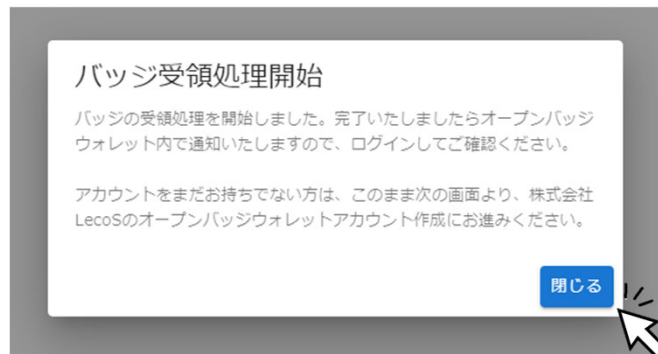 バッジ受領処理開始
バッジの受領処理を開始しました。完了いたしましたらオープンバッジ
ウォレット内で通知いたしますので、ログインしてご確認ください。
アカウントをまだお持ちでない方は、このまま次の画面より、株式会社
LecoSのオープンバッジウォレットアカウント作成にお進みください。
閉じる